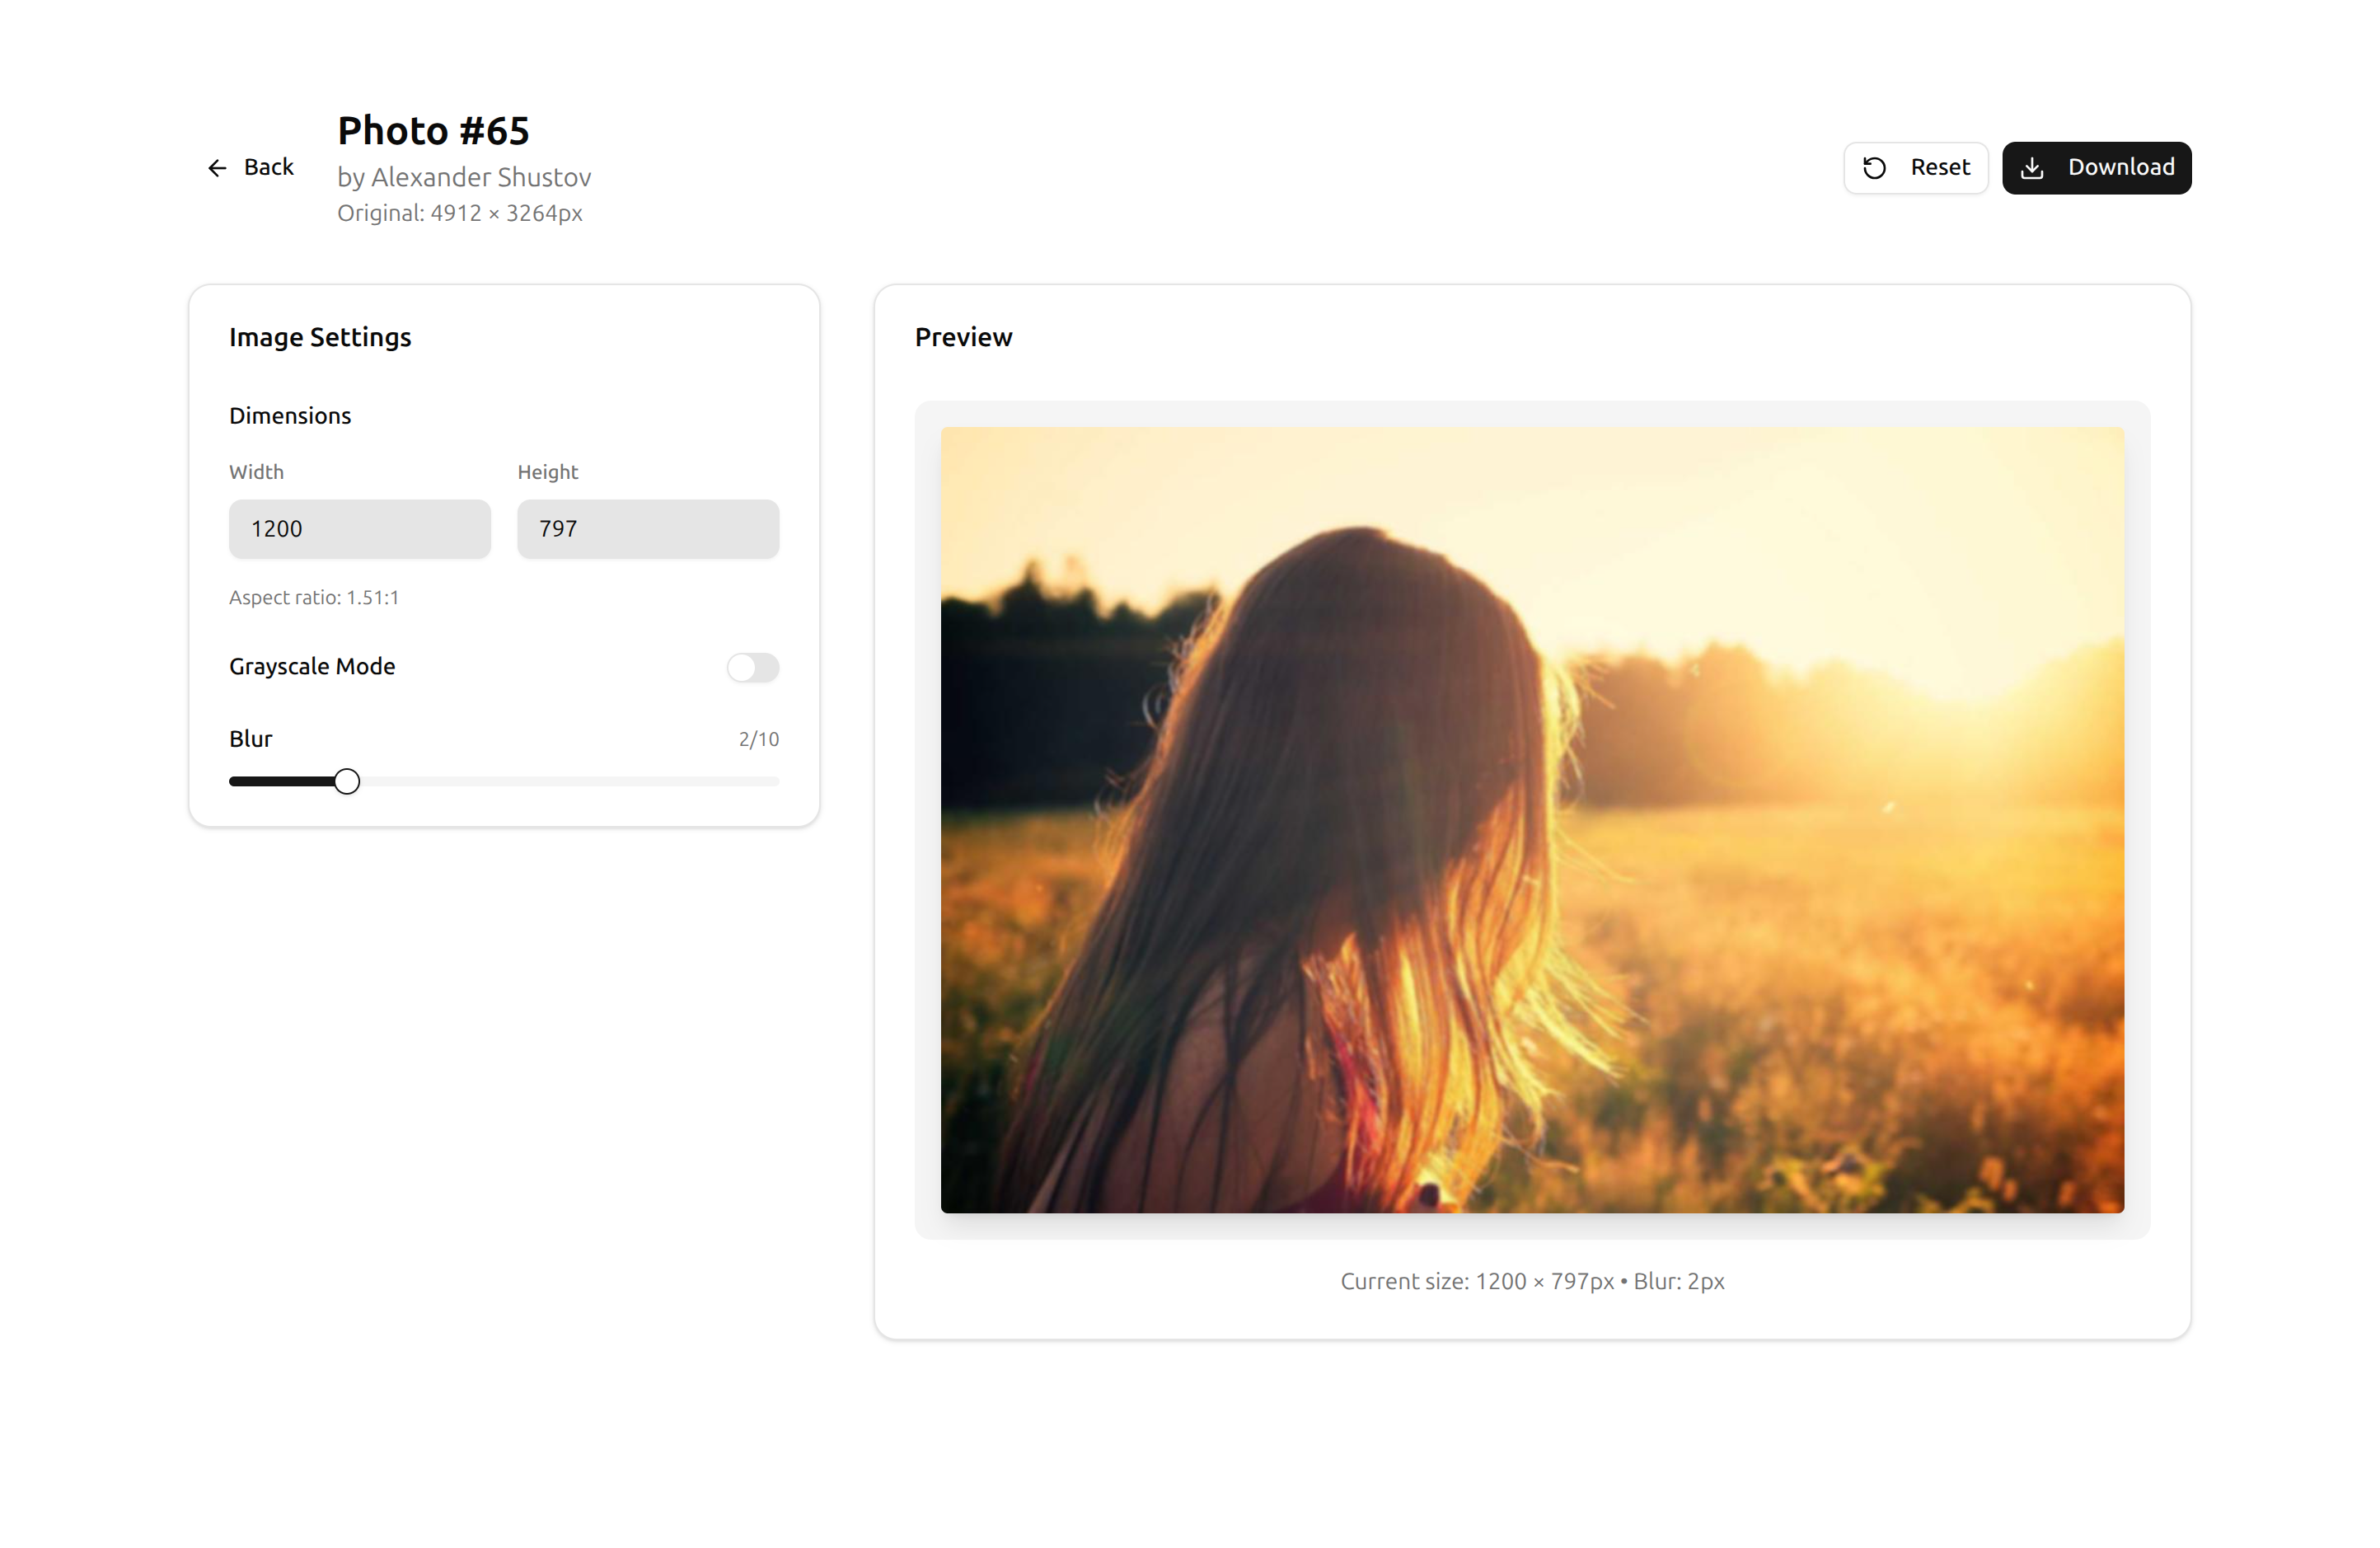 Back
Photo #65
by Alexander Shustov
Original: 4912 × 3264px
Reset
Download
Image Settings
Dimensions
Width
Height
1200
797
Aspect ratio: 1.51:1
Grayscale Mode
Blur
2/10
Preview
Current size: 1200 × 797px • Blur: 2px